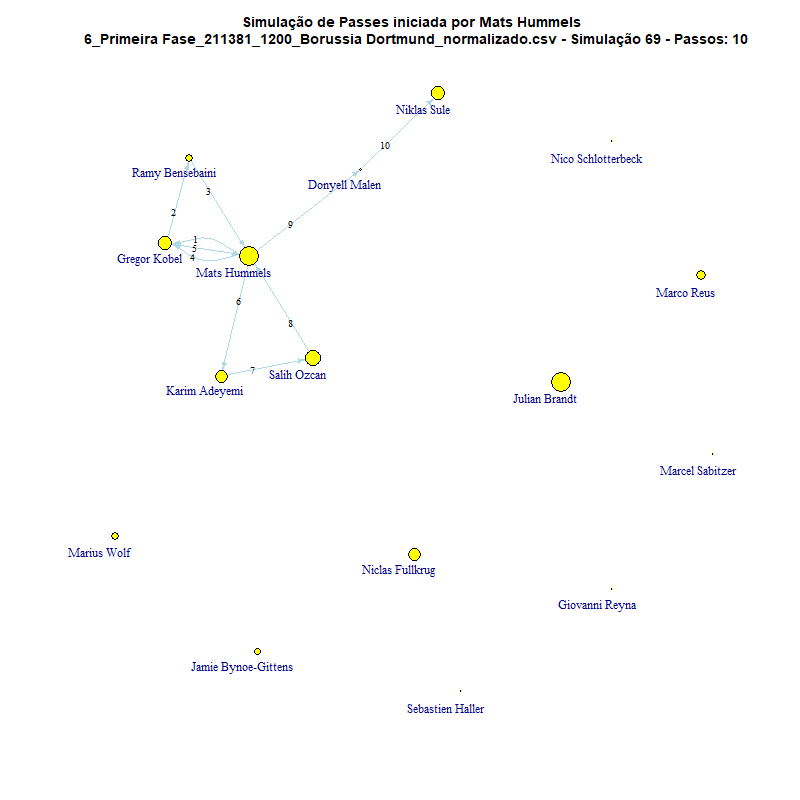 Simulação de Passes iniciada por Mats Hummels
6_Primeira Fase_211381_1200_Borussia Dortmund_normalizado.csv - Simulação 69 - Passos: 10
Niklas Sule
10
Nico Schlotterbeck
Ramy Bensebaini
Donyell Malen
3
2
9
1
5
4
Gregor Kobel
Mats Hummels
Marco Reus
6
8
7
Salih Ozcan
Karim Adeyemi
Julian Brandt
Marcel Sabitzer
Marius Wolf
Niclas Fullkrug
Giovanni Reyna
Jamie Bynoe-Gittens
Sebastien Haller